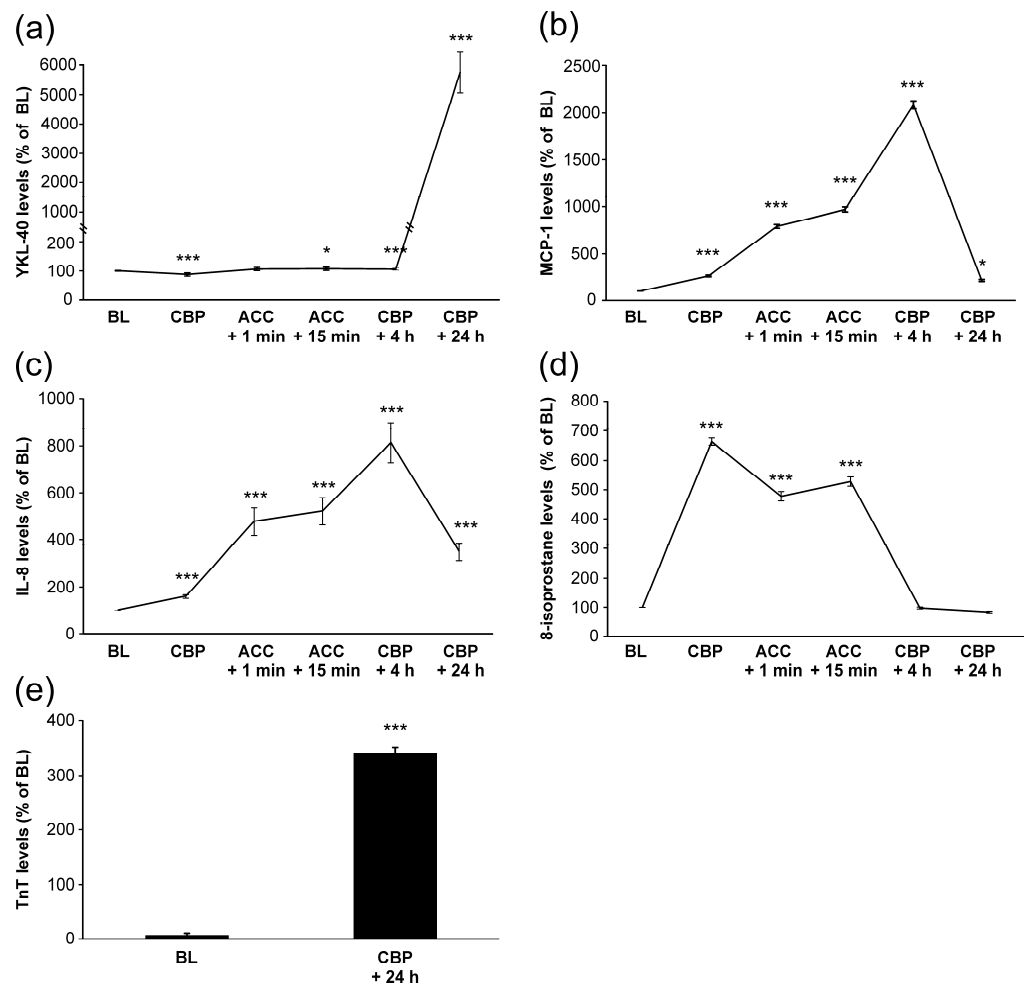 (a)
YKL-40 levels (% of BL)
6000
5000
4000
3000
2000
1000
200
100
0
***
*
***
***
BL
CBP
ACC
+ 1 min
ACC
+ 15 min
CBP
+ 4 h
CBP
+ 24 h
(b)
MCP-1 levels (% of BL)
2500
2000
1500
1000
500
0
***
***
***
***
*
BL
CBP
ACC
+ 1 min
ACC
+ 15 min
CBP
+ 4 h
CBP
+ 24 h
(c)
IL-8 levels (% of BL)
1000
800
600
400
200
0
***
***
***
***
***
BL
CBP
ACC
+ 1 min
ACC
+ 15 min
CBP
+ 4 h
CBP
+ 24 h
(d)
8-isoprostane levels (% of BL)
800
700
600
500
400
300
200
100
0
***
***
***
BL
CBP
ACC
+ 1 min
ACC
+ 15 min
CBP
+ 4 h
CBP
+ 24 h
(e)
TnT levels (% of BL)
400
300
200
100
0
***
BL
CBP
+ 24 h